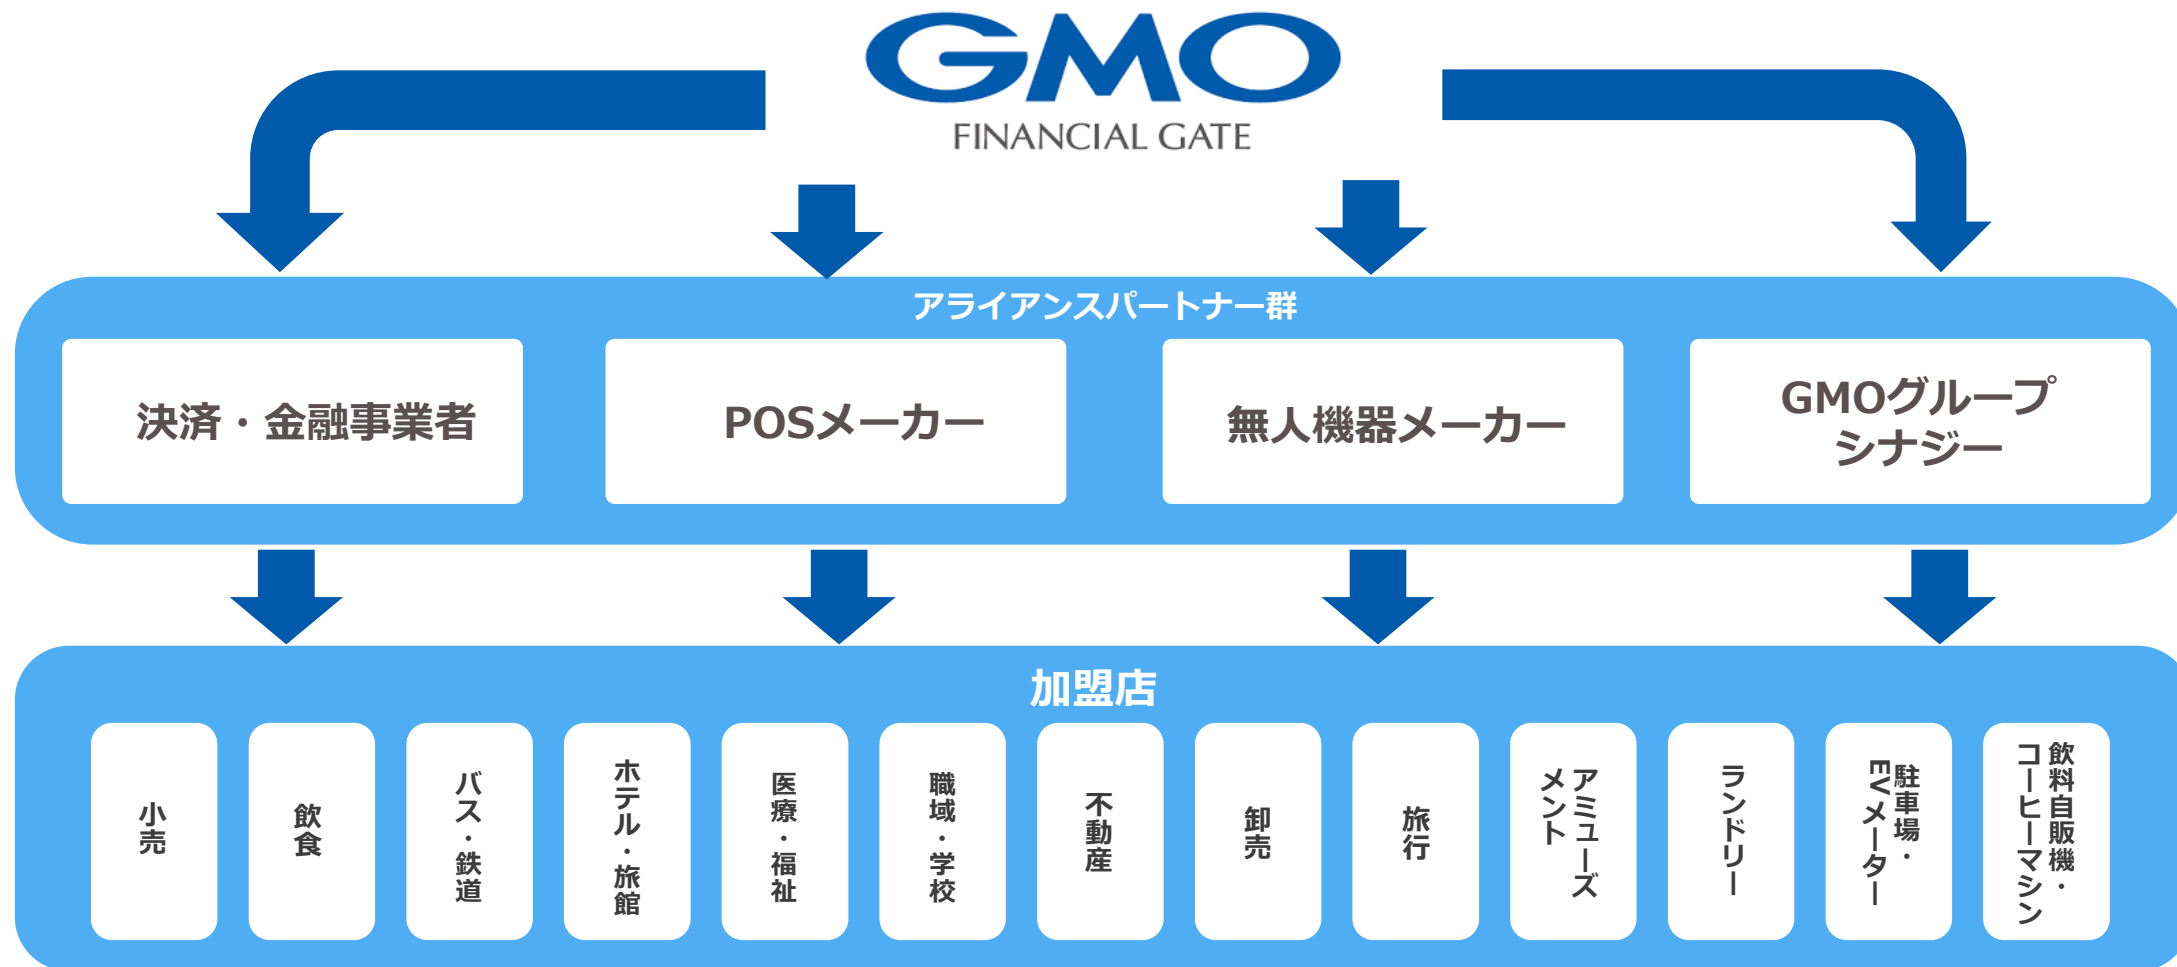 GMO
FINANCIAL GATE
アライアンスパートナー群
決済・金融事業者
POSメーカー
無人機器メーカー
GMOグループ
シナジー
加盟店
小売
飲食
バス・鉄道
ホテル・旅館
医療・福祉
職域・学校
不動産
卸売
旅行
アミューズ
メント
ランドリー
駐車場・
EVメーター
飲料自販機・
コーヒーマシン